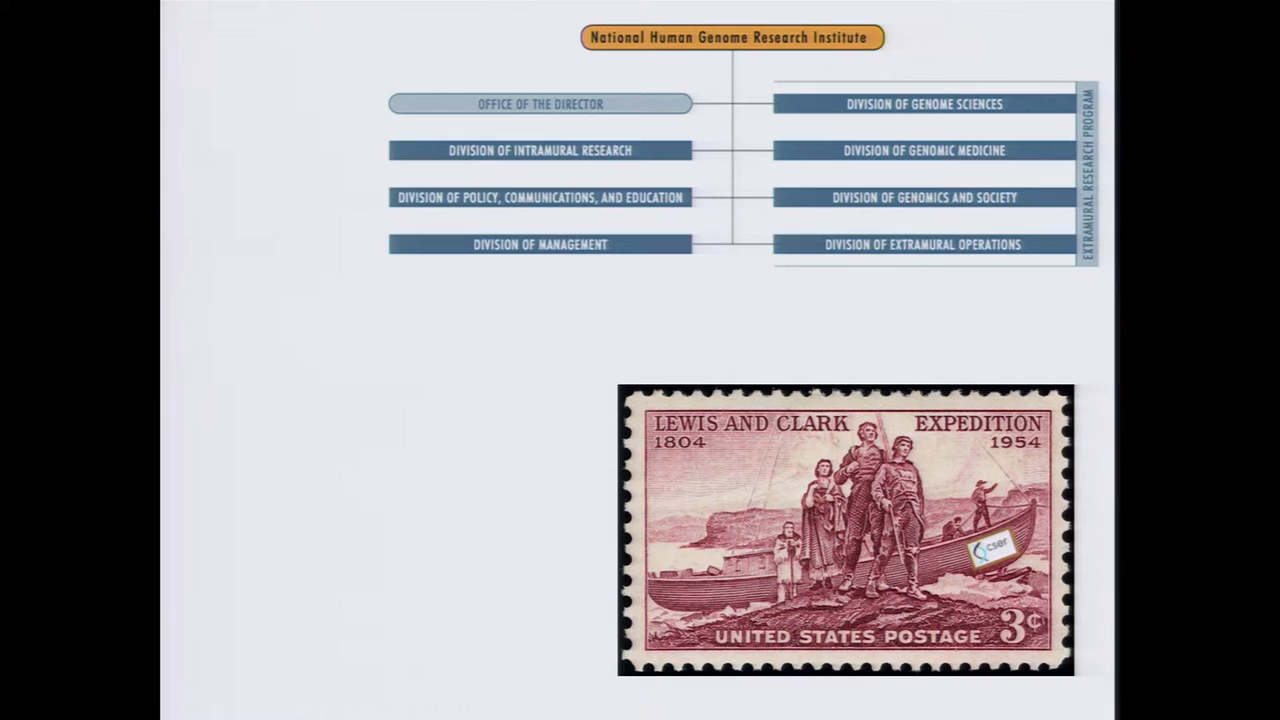 National Human Genome Research Institute
OFFICE OF THE DIRECTOR
DIVISION OF INTRAMURAL RESEARCH
DIVISION OF POLICY, COMMUNICATIONS, AND EDUCATION
DIVISION OF MANAGEMENT
DIVISION OF GENOME SCIENCES
DIVISION OF GENOMIC MEDICINE
DIVISION OF GENOMICS AND SOCIETY
DIVISION OF EXTRAMURAL OPERATIONS
EXTRAMURAL RESEARCH PROGRAM
LEWIS AND CLARK EXPEDITION
1804 1954
cser
3¢
UNITED STATES POSTAGE